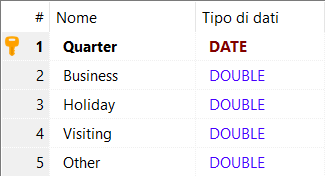 # Nome Tipo di dati
1 Quarter DATE
2 Business DOUBLE
3 Holiday DOUBLE
4 Visiting DOUBLE
5 Other DOUBLE